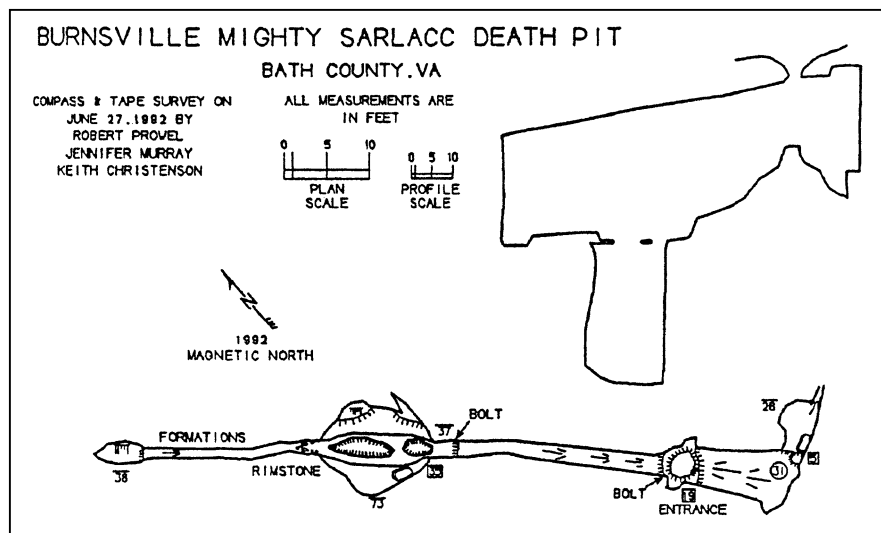 BURNSVILLE MIGHTY SARLACC DEATH PIT
BATH COUNTY.VA
COMPASS & TAPE SURVEY ON
JUNE 27.1992 BY
ROBERT PROWEL
JENNIFER MURRAY
KEITH CHRISTENSON
ALL MEASUREMENTS ARE
IN FEET
0 5 10
PLAN
SCALE
0 5 10
PROFILE
SCALE
N
1992
MAGNETIC NORTH
FORMATIONS
38
RIMSTONE
37
BOLT
35
73
BOLT
19
ENTRANCE
31
28